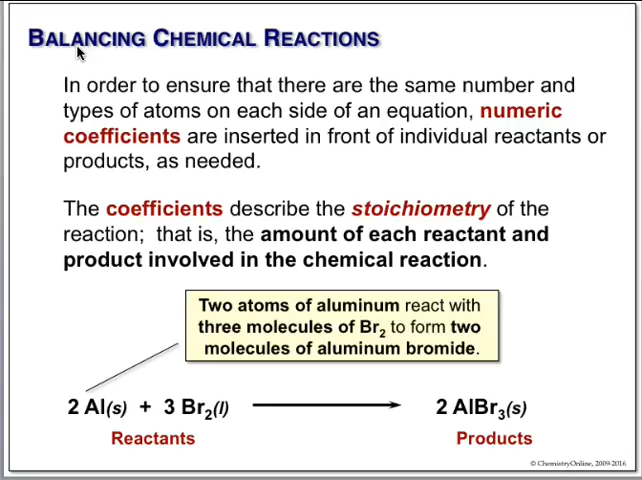 BALANCING CHEMICAL REACTIONS
In order to ensure that there are the same number and
types of atoms on each side of an equation, numeric
coefficients are inserted in front of individual reactants or
products, as needed.
The coefficients describe the stoichiometry of the
reaction; that is, the amount of each reactant and
product involved in the chemical reaction.
Two atoms of aluminum react with
three molecules of Br₂ to form two
molecules of aluminum bromide.
2 Al(s) + 3 Br₂(l) → 2 AlBr₃(s)
Reactants Products
© ChemistryOnline, 2009-2016